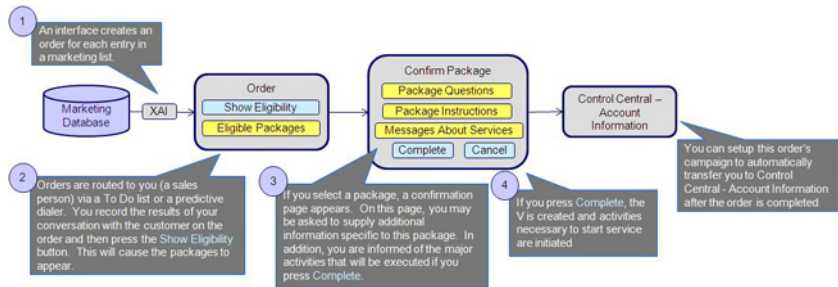 1
An interface creates an
order for each entry in
a marketing list.
Marketing
Database
XAI
Order
Show Eligibility
Eligible Packages
Confirm Package
Package Questions
Package Instructions
Messages About Services
Complete
Cancel
Control Central –
Account
Information
2
Orders are routed to you (a sales
person) via a To Do list or a predictive
dialer. You record the results of your
conversation with the customer on the
order and then press the Show Eligibility
button. This will cause the packages to
appear.
3
If you select a package, a confirmation
page appears. On this page, you may
be asked to supply additional
information specific to this package. In
addition, you are informed of the major
activities that will be executed if you
press Complete.
4
If you press Complete, the
V is created and activities
necessary to start service
are initiated
You can setup this order's
campaign to automatically
transfer you to Control
Central - Account Information
after the order is completed